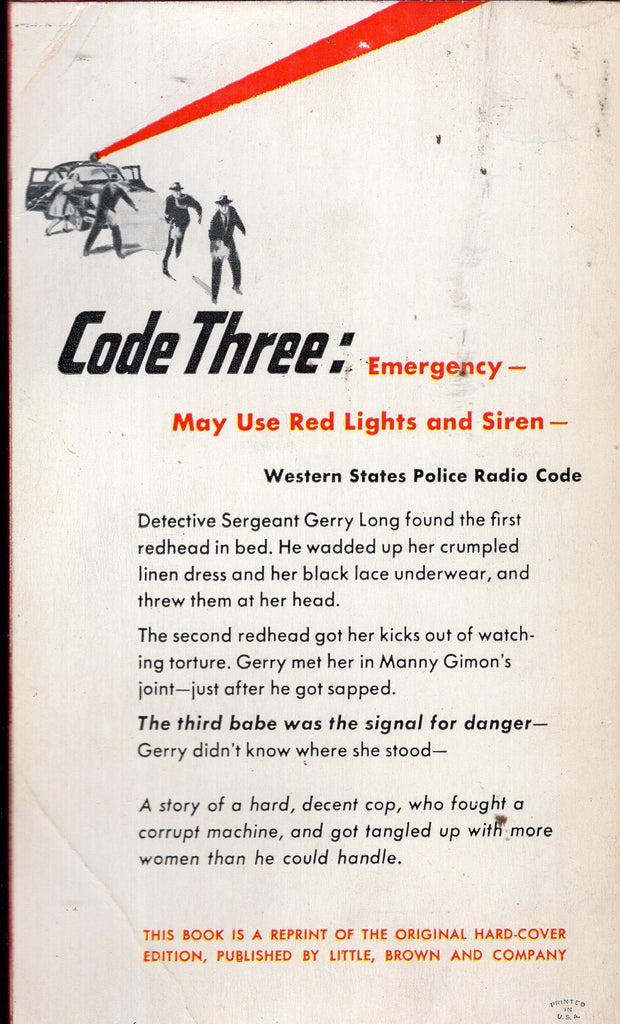 Code Three: Emergency —
May Use Red Lights and Siren —
Western States Police Radio Code
Detective Sergeant Gerry Long found the first
redhead in bed. He wadded up her crumpled
linen dress and her black lace underwear, and
threw them at her head.
The second redhead got her kicks out of watch-
ing torture. Gerry met her in Manny Gimon's
joint—just after he got sapped.
The third babe was the signal for danger—
Gerry didn't know where she stood—
A story of a hard, decent cop, who fought a
corrupt machine, and got tangled up with more
women than he could handle.
THIS BOOK IS A REPRINT OF THE ORIGINAL HARD-COVER
EDITION, PUBLISHED BY LITTLE, BROWN AND COMPANY
PRINTED
IN
U.S.A.